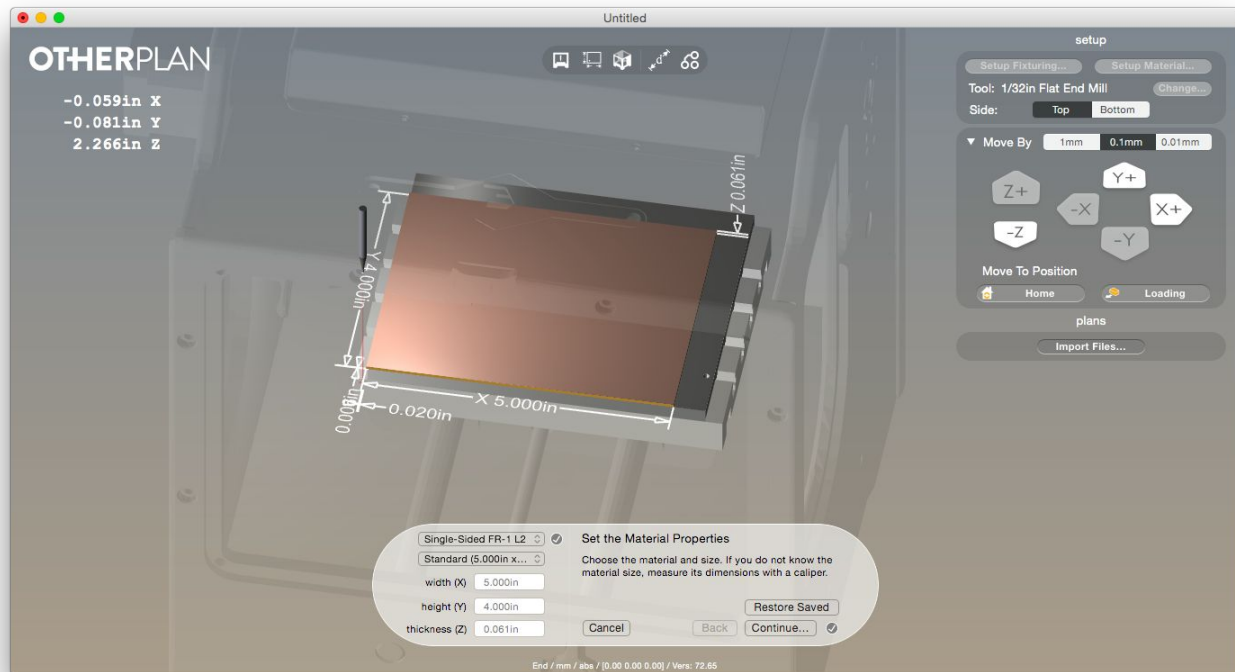 Untitled
OTHERPLAN
-0.059in X
-0.081in Y
2.266in Z
d
setup
Setup Fixturing...
Setup Material...
Tool: 1/32in Flat End Mill
Change...
Side:
Top
Bottom
Move By
1mm
0.1mm
0.01mm
Z+
Y+
-X
X+
-Z
-Y
Move To Position
Home
Loading
plans
Import Files...
Z 0.061in
Y 4.000in
X 5.000in
0.020in
Single-Sided FR-1 L2
Standard (5.000in x...
width (X)
5.000in
height (Y)
4.000in
thickness (Z)
0.061in
Set the Material Properties
Choose the material and size. If you do not know the
material size, measure its dimensions with a caliper.
Restore Saved
Cancel
Back
Continue...
End / mm / abs / [0.00 0.00 0.00] / Vers: 72.65